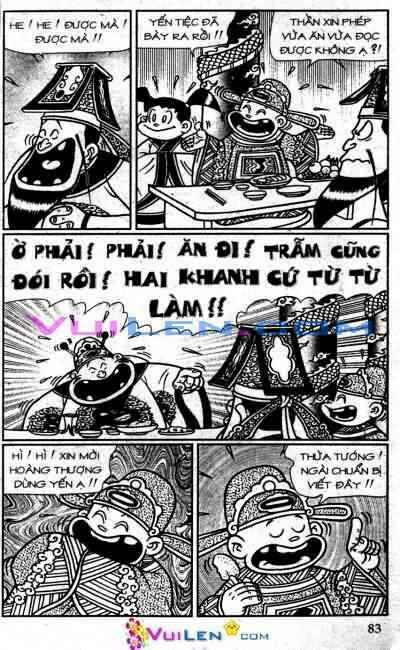 HE! HE! ĐƯỢC MÀ!
ĐƯỢC MÀ!!
YẾN TIỆC ĐÃ
BÀY RA RỒI!!
THẦN XIN PHÉP
VỪA ĂN VỪA ĐỌC
ĐƯỢC KHÔNG Ạ?!
Ờ PHẢI! PHẢI! ĂN ĐI! TRẪM CŨNG
ĐÓI RỒI! HAI KHANH CỨ TỪ TỪ
LÀM!!
VUILEN.COM
HÌ! HÌ! XIN MỜI
HOÀNG THƯỢNG
DÙNG YẾN Ạ!!
THỪA TƯỚNG!
NGÀI CHUẨN BỊ
VIẾT ĐÂY!!
83
VUILEN COM